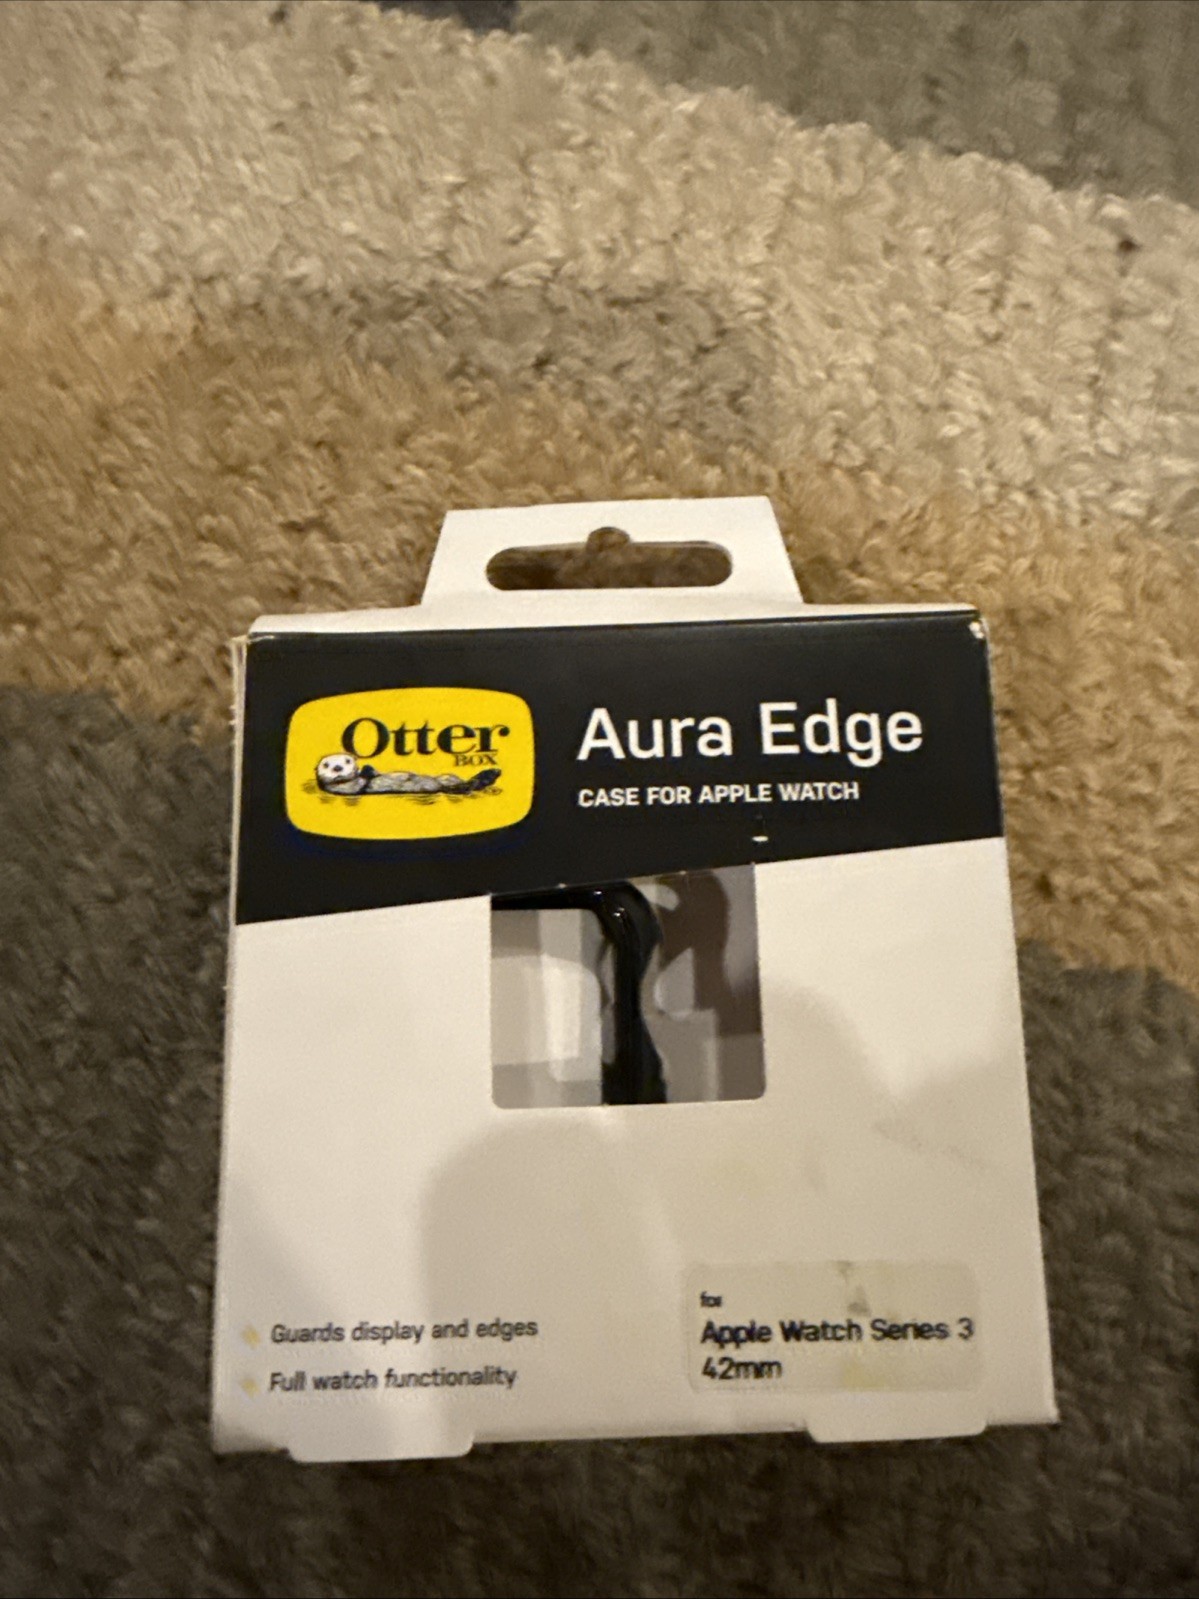 Otter
BOX
Aura Edge
CASE FOR APPLE WATCH
Guards display and edges
Full watch functionality
for
Apple Watch Series 3
42mm